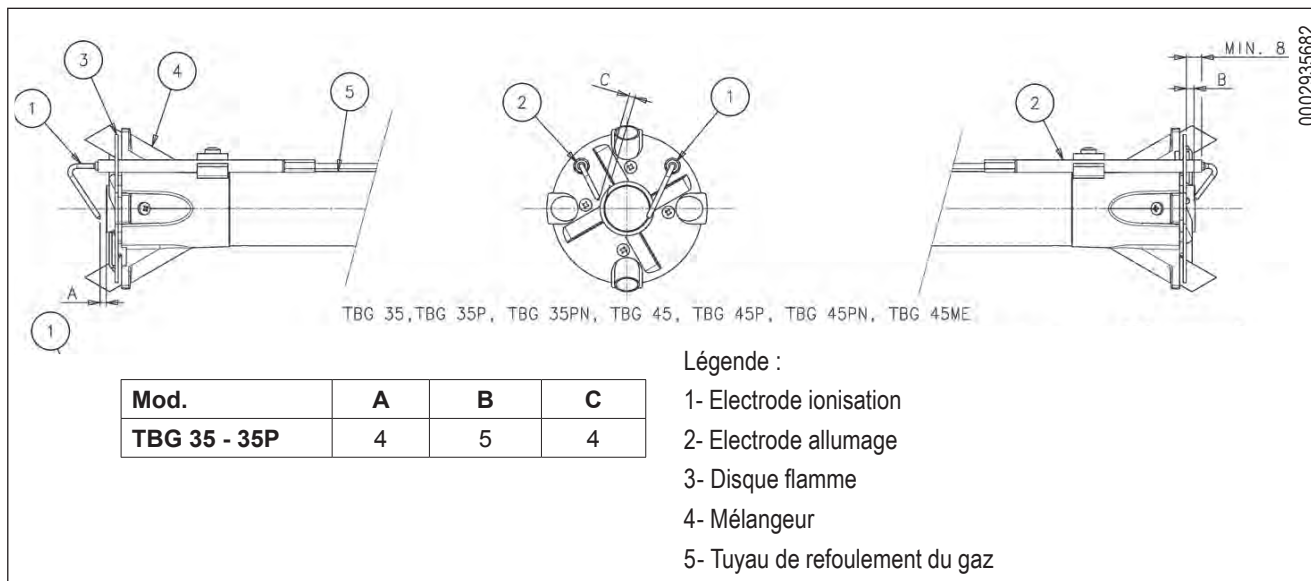 3
4
5
1
A
1
2
C
1
2
MIN. 8
B
0002935682
TBG 35,TBG 35P, TBG 35PN, TBG 45, TBG 45P, TBG 45PN, TBG 45ME
Mod. A B C
TBG 35 - 35P 4 5 4
Légende :
1- Electrode ionisation
2- Electrode allumage
3- Disque flamme
4- Mélangeur
5- Tuyau de refoulement du gaz